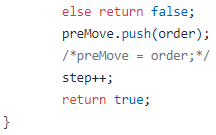 else return false;
preMove.push(order);
/*preMove = order;*/
step++;
return true;
}